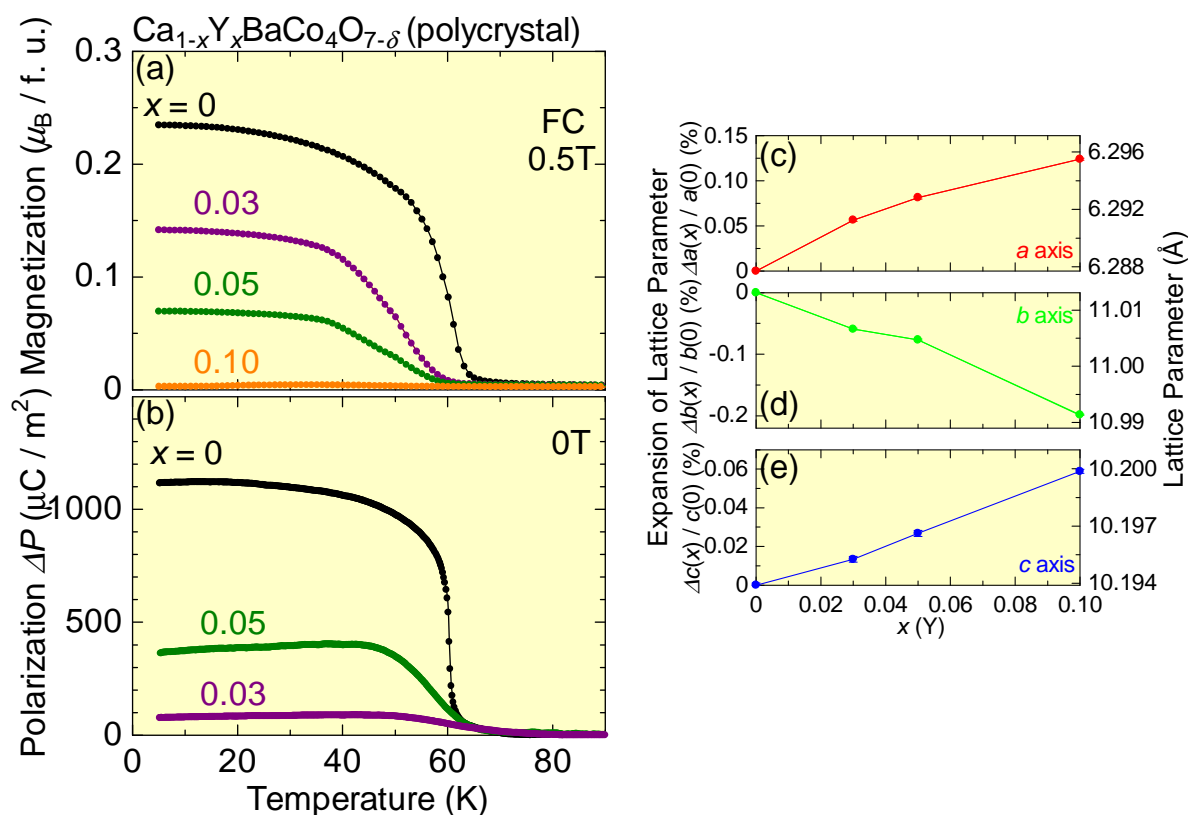 Ca1-xYxBaCo4O7-δ (polycrystal)
(a)
x = 0
FC
0.5T
0.03
0.05
0.10
0.3
0.2
0.1
0
Magnetization (μB / f. u.)
(b)
x = 0
0T
0.05
0.03
1000
500
0
Polarization ΔP (μC / m2)
0
20
40
60
80
Temperature (K)
Expansion of Lattice Parameter
Δa(x) / a(0) (%)
0.15
0.10
0.05
0
(c)
a axis
6.296
6.292
6.288
Δb(x) / b(0) (%)
0
-0.1
-0.2
(d)
b axis
11.01
11.00
10.99
Δc(x) / c(0) (%)
0.06
0.04
0.02
0
(e)
c axis
10.200
10.197
10.194
Lattice Parameter (Å)
0
0.02
0.04
0.06
0.08
0.10
x (Y)